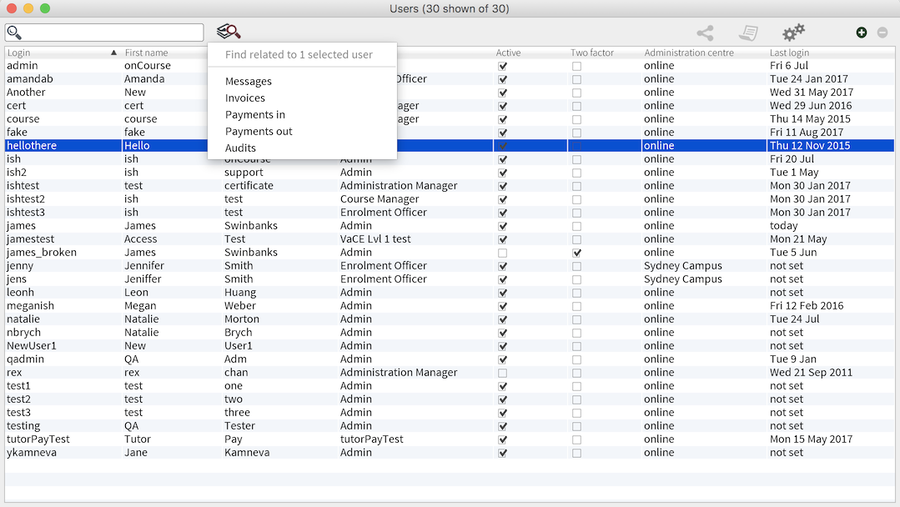 Users (30 shown of 30)
Login First name Active Two factor Administration centre Last login
Find related to 1 selected user
Messages
Invoices
Payments in
Payments out
Audits
admin onCourse online Fri 6 Jul
amandab Amanda Officer online Tue 24 Jan 2017
Another New online Wed 31 May 2017
cert cert ager online Wed 29 Jun 2016
course course ager online Thu 14 May 2015
fake fake online Fri 11 Aug 2017
hellothere Hello online Thu 12 Nov 2015
ish ish onCourse Admin online Fri 20 Jul
ish2 ish support Admin online Tue 1 May
ishtest test certificate Administration Manager online Mon 30 Jan 2017
ishtest2 ish test Course Manager online Mon 30 Jan 2017
ishtest3 ish test Enrolment Officer online Mon 30 Jan 2017
james James Swinbanks Admin online today
jamestest Access Test VaCE Lvl 1 test online Mon 21 May
james_broken James Swinbanks Admin online Tue 5 Jun
jenny Jennifer Smith Enrolment Officer Sydney Campus not set
jens Jeniffer Smith Enrolment Officer Sydney Campus not set
leonh Leon Huang Admin online not set
meganish Megan Weber Admin online Fri 12 Feb 2016
natalie Natalie Morton Admin online Tue 24 Jul
nbrych Natalie Brych Admin online not set
NewUser1 New User1 Admin online not set
qadmin QA Adm Admin online Tue 9 Jan
rex rex chan Administration Manager online Wed 21 Sep 2011
test1 test one Admin online not set
test2 test two Admin online not set
test3 test three Admin online not set
testing QA Tester Admin online not set
tutorPayTest Tutor Pay tutorPayTest online Mon 15 May 2017
ykamneva Jane Kamneva Admin online not set